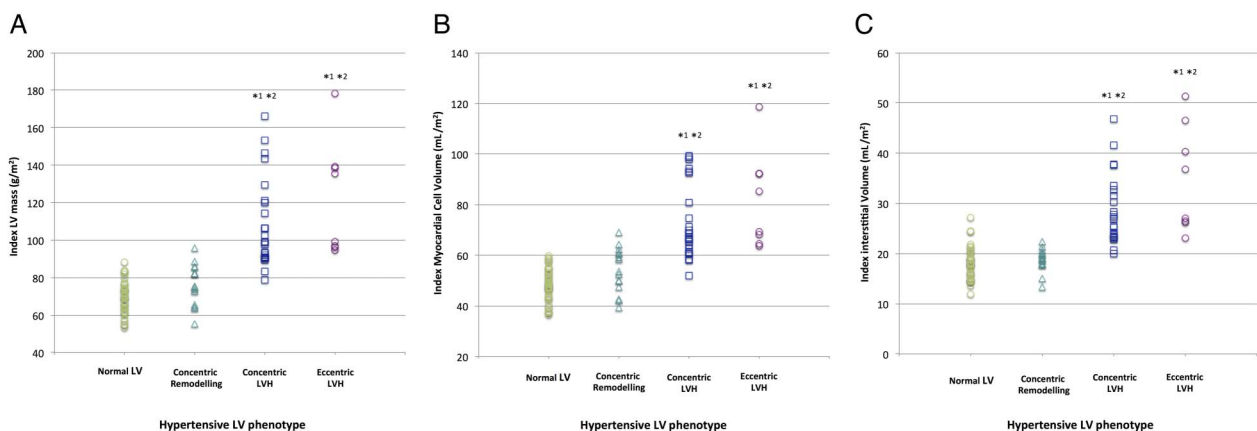 A
Index LV mass (g/m²)
200
180
160
140
120
100
80
60
40
*1 *2
*1 *2
Normal LV
Concentric
Remodelling
Concentric
LVH
Eccentric
LVH
Hypertensive LV phenotype
B
Index Myocardial Cell Volume (mL/m²)
140
120
100
80
60
40
20
*1 *2
*1 *2
Normal LV
Concentric
Remodelling
Concentric
LVH
Eccentric
LVH
Hypertensive LV phenotype
C
Index interstitial Volume (mL/m²)
60
50
40
30
20
10
0
*1 *2
*1 *2
Normal LV
Concentric
Remodelling
Concentric
LVH
Eccentric
LVH
Hypertensive LV phenotype